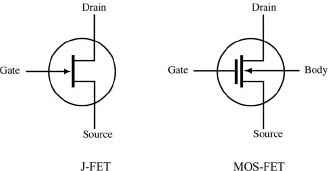 Drain Drain
Gate Gate Body
Source Source
J-FET MOS-FET